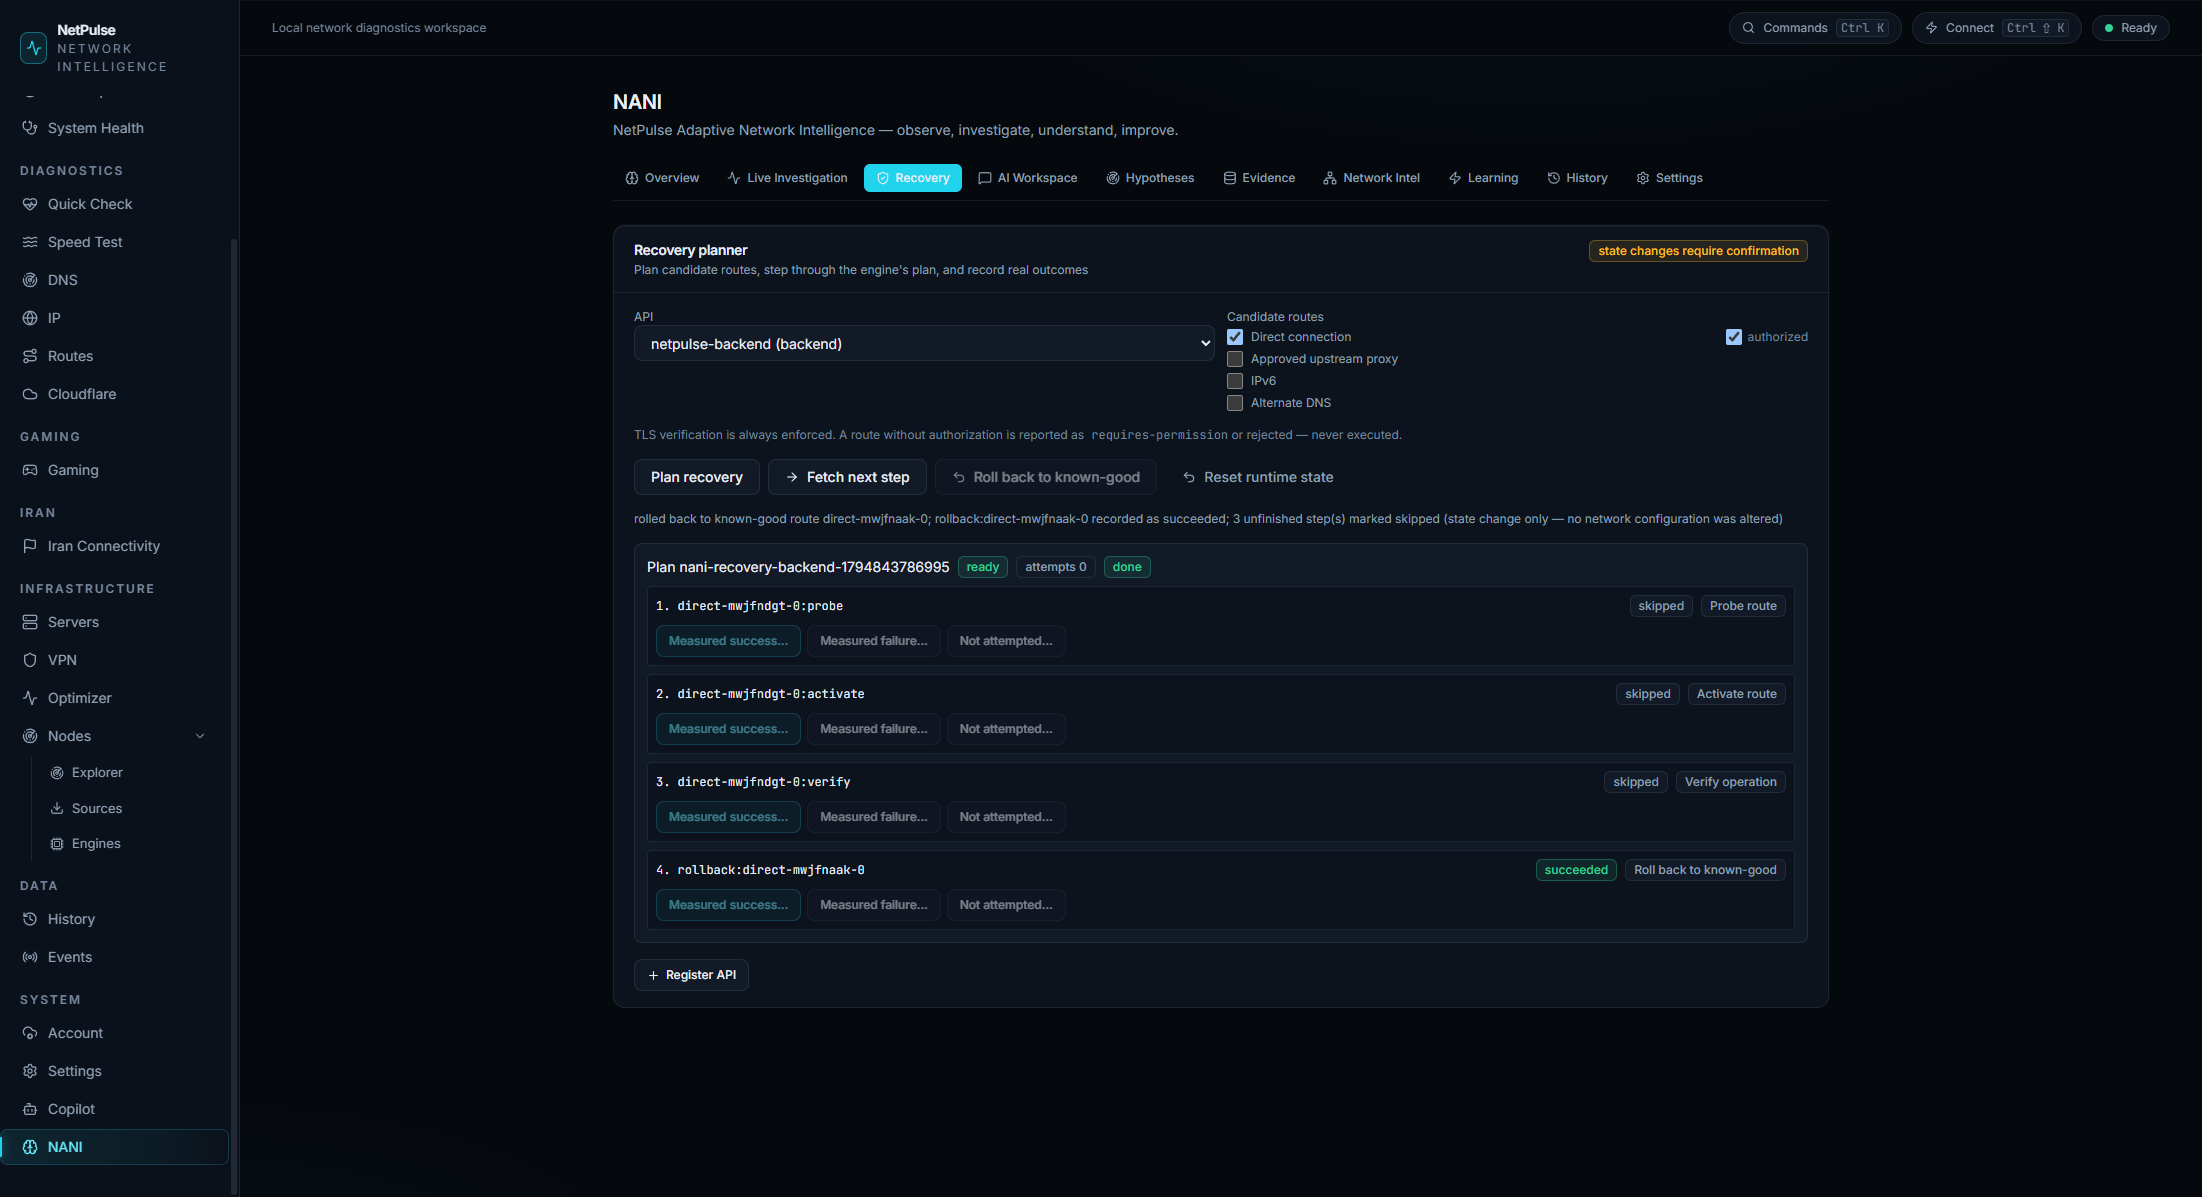 NetPulse
NETWORK
INTELLIGENCE
Local network diagnostics workspace
Commands Ctrl K
Connect Ctrl ⇧ K
Ready
System Health
DIAGNOSTICS
Quick Check
Speed Test
DNS
IP
Routes
Cloudflare
GAMING
Gaming
IRAN
Iran Connectivity
INFRASTRUCTURE
Servers
VPN
Optimizer
Nodes
Explorer
Sources
Engines
DATA
History
Events
SYSTEM
Account
Settings
Copilot
NANI
NANI
NetPulse Adaptive Network Intelligence — observe, investigate, understand, improve.
Overview Live Investigation Recovery AI Workspace Hypotheses Evidence Network Intel Learning History Settings
Recovery planner
state changes require confirmation
Plan candidate routes, step through the engine's plan, and record real outcomes
API
netpulse-backend (backend)
Candidate routes
Direct connection authorized
Approved upstream proxy
IPv6
Alternate DNS
TLS verification is always enforced. A route without authorization is reported as requires-permission or rejected — never executed.
Plan recovery → Fetch next step Roll back to known-good Reset runtime state
rolled back to known-good route direct-mwjfnaak-0; rollback:direct-mwjfnaak-0 recorded as succeeded; 3 unfinished step(s) marked skipped (state change only — no network configuration was altered)
Plan nani-recovery-backend-1794843786995 ready attempts 0 done
1. direct-mwjfndgt-0:probe skipped Probe route
Measured success... Measured failure... Not attempted...
2. direct-mwjfndgt-0:activate skipped Activate route
Measured success... Measured failure... Not attempted...
3. direct-mwjfndgt-0:verify skipped Verify operation
Measured success... Measured failure... Not attempted...
4. rollback:direct-mwjfnaak-0 succeeded Roll back to known-good
Measured success... Measured failure... Not attempted...
+ Register API